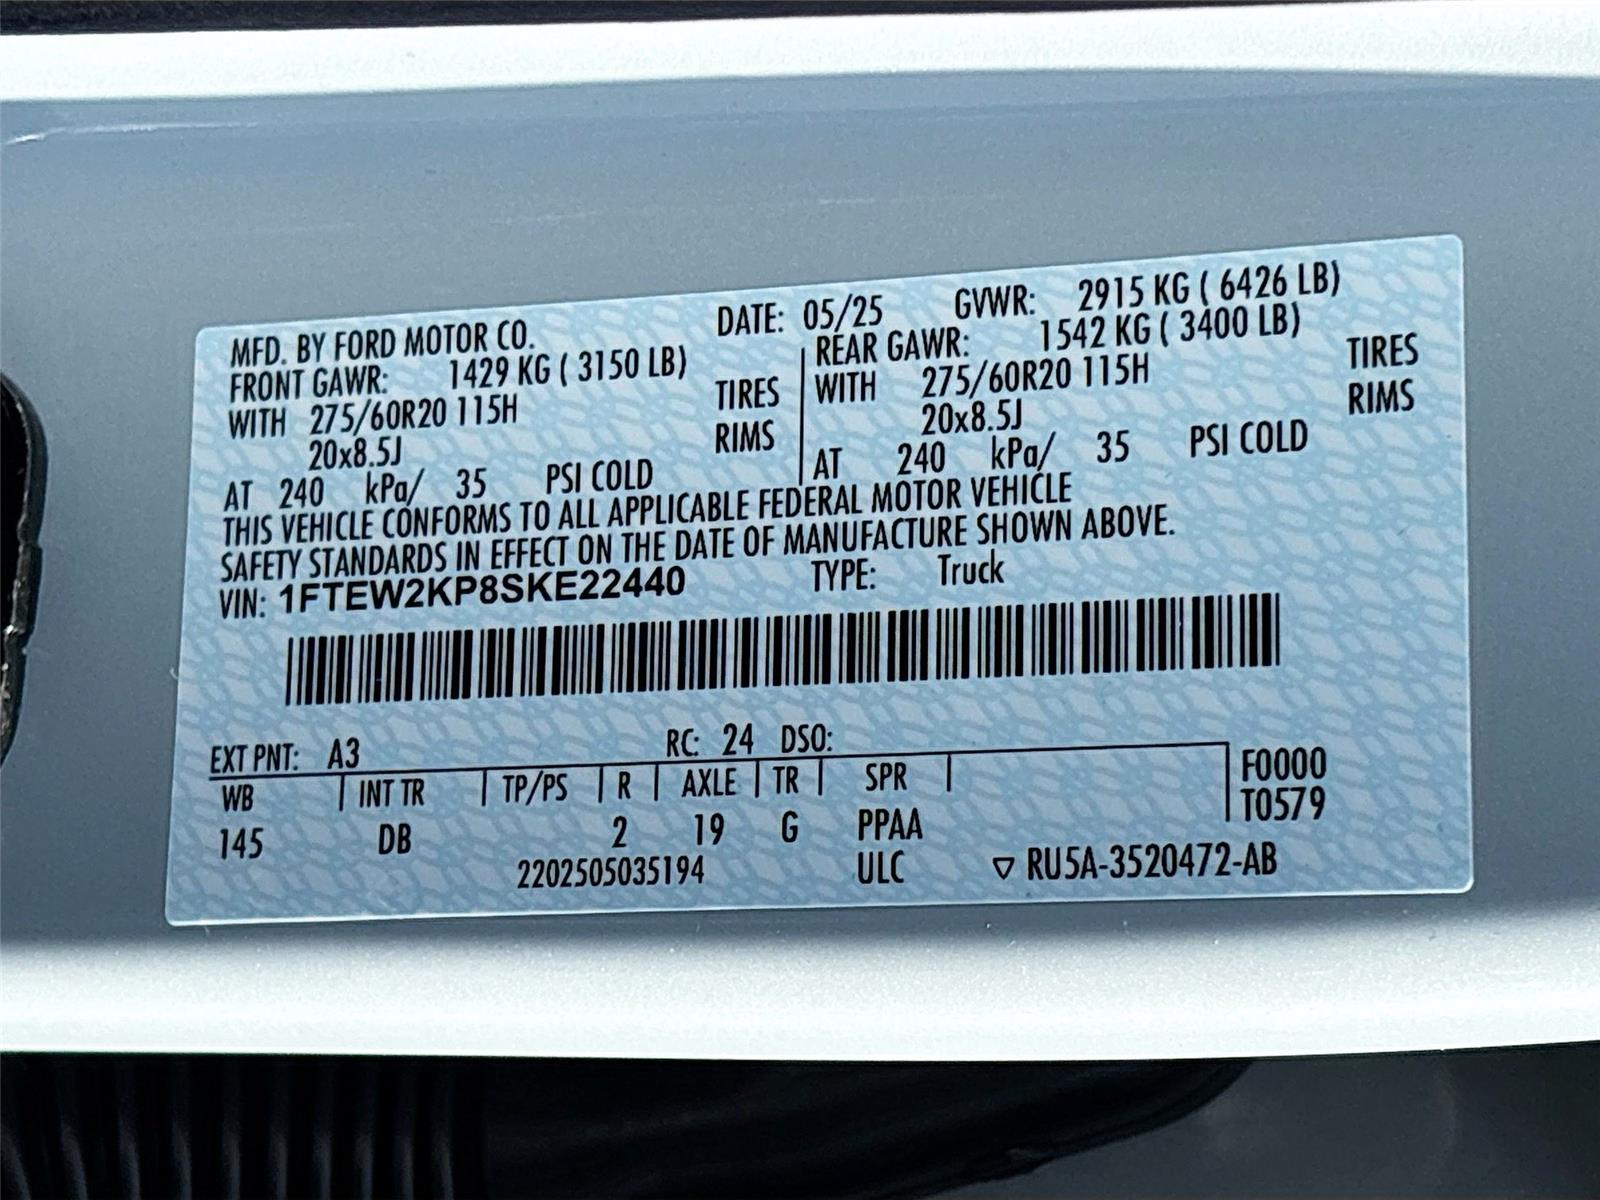 MFD. BY FORD MOTOR CO. DATE: 05/25 GVWR: 2915 KG ( 6426 LB)
FRONT GAWR: 1429 KG ( 3150 LB) REAR GAWR: 1542 KG ( 3400 LB)
WITH 275/60R20 115H TIRES WITH 275/60R20 115H TIRES
20x8.5J RIMS 20x8.5J RIMS
AT 240 kPa/ 35 PSI COLD AT 240 kPa/ 35 PSI COLD
THIS VEHICLE CONFORMS TO ALL APPLICABLE FEDERAL MOTOR VEHICLE
SAFETY STANDARDS IN EFFECT ON THE DATE OF MANUFACTURE SHOWN ABOVE.
VIN: 1FTEW2KP8SKE22440 TYPE: Truck
EXT PNT: A3 RC: 24 DSO:
WB INT TR TP/PS R AXLE TR SPR F0000
T0579
145 DB 2 19 G PPAA
2202505035194 ULC ▽ RU5A-3520472-AB